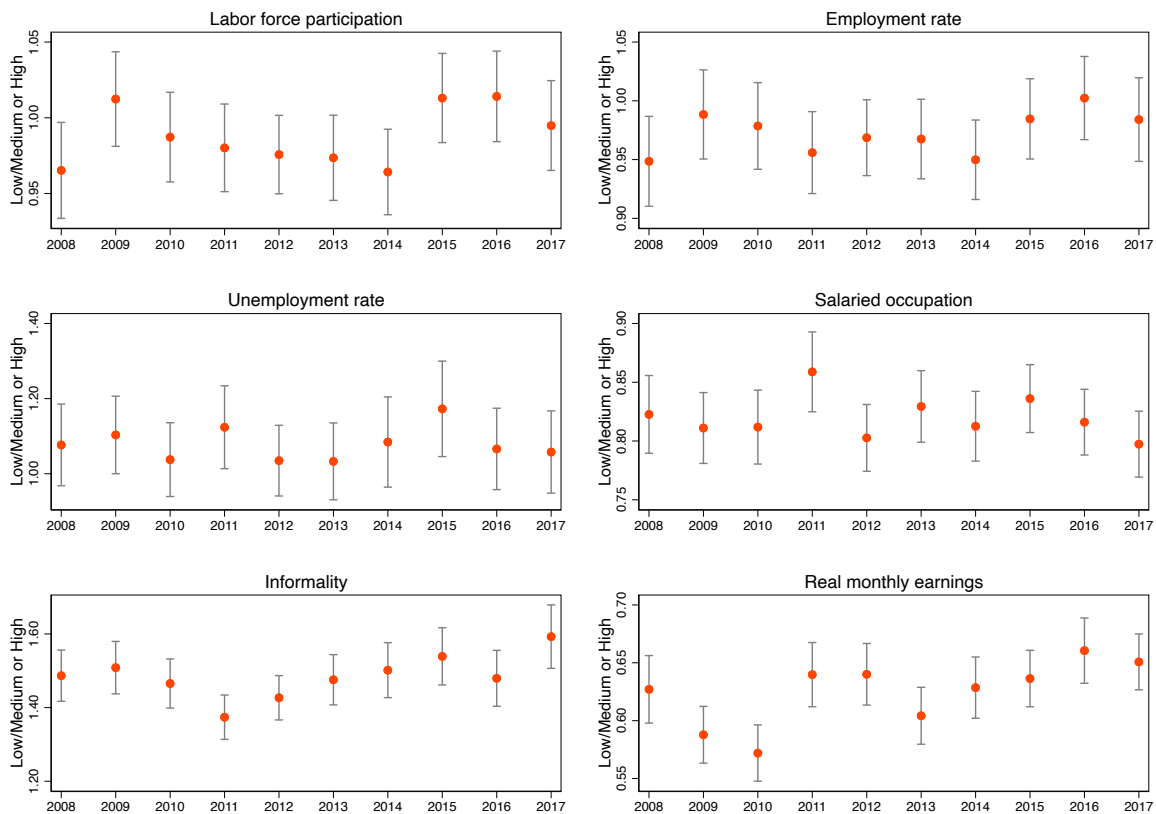 Labor force participation
Low/Medium or High
1.05
1.00
0.95
2008 2009 2010 2011 2012 2013 2014 2015 2016 2017
Employment rate
Low/Medium or High
1.05
1.00
0.95
0.90
2008 2009 2010 2011 2012 2013 2014 2015 2016 2017
Unemployment rate
Low/Medium or High
1.40
1.20
1.00
2008 2009 2010 2011 2012 2013 2014 2015 2016 2017
Salaried occupation
Low/Medium or High
0.90
0.85
0.80
0.75
2008 2009 2010 2011 2012 2013 2014 2015 2016 2017
Informality
Low/Medium or High
1.60
1.40
1.20
2008 2009 2010 2011 2012 2013 2014 2015 2016 2017
Real monthly earnings
Low/Medium or High
0.70
0.65
0.60
0.55
2008 2009 2010 2011 2012 2013 2014 2015 2016 2017